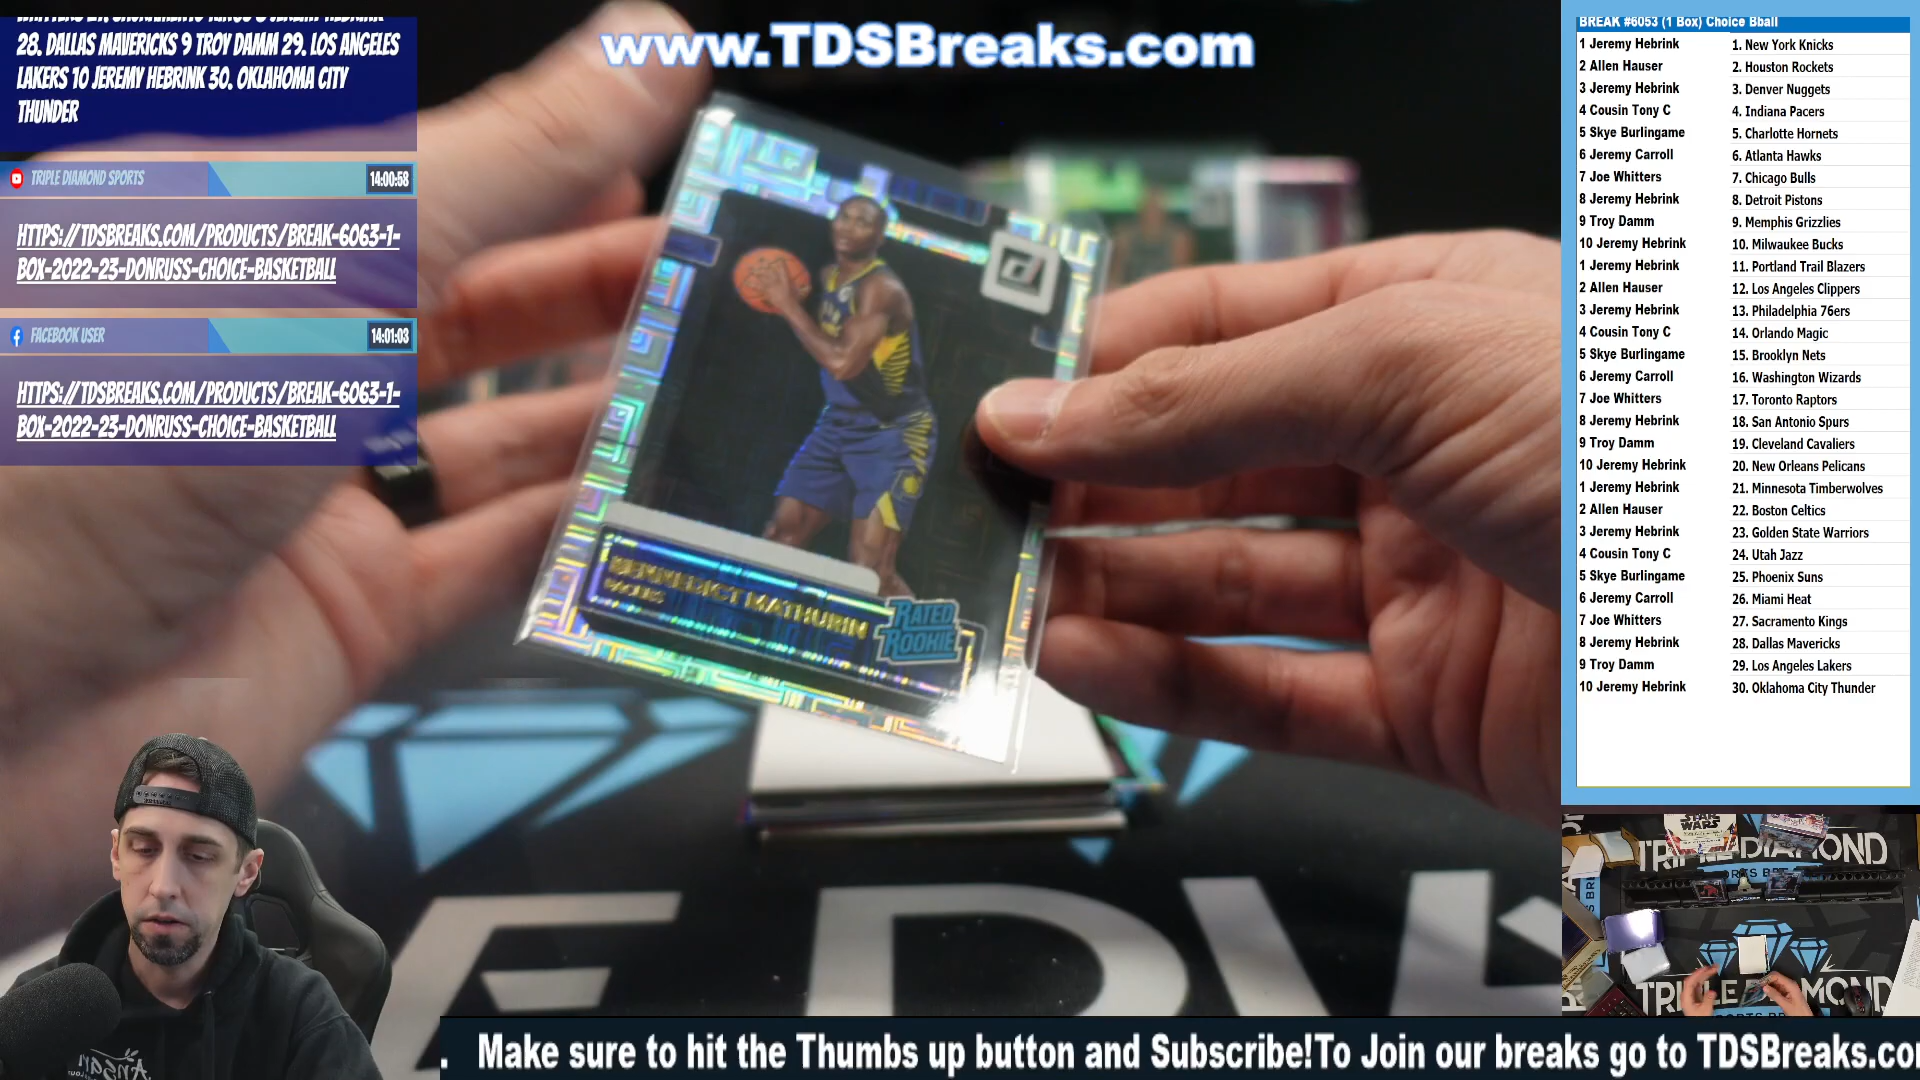 28. DALLAS MAVERICKS 9 TROY DAMM 29. LOS ANGELES
LAKERS 10 JEREMY HEBRINK 30. OKLAHOMA CITY
THUNDER
TRIPLE DIAMOND SPORTS
14:00:58
HTTPS://TDSBREAKS.COM/PRODUCTS/BREAK-6063-1-
BOX-2022-23-DONRUSS-CHOICE-BASKETBALL
FACEBOOK USER
14:01:03
HTTPS://TDSBREAKS.COM/PRODUCTS/BREAK-6063-1-
BOX-2022-23-DONRUSS-CHOICE-BASKETBALL
www.TDSBreaks.com
BENNEDICT MATHURIN
PACERS
RATED
ROOKIE
BREAK #6053 (1 Box) Choice Bball
1 Jeremy Hebrink 1. New York Knicks
2 Allen Hauser 2. Houston Rockets
3 Jeremy Hebrink 3. Denver Nuggets
4 Cousin Tony C 4. Indiana Pacers
5 Skye Burlingame 5. Charlotte Hornets
6 Jeremy Carroll 6. Atlanta Hawks
7 Joe Whitters 7. Chicago Bulls
8 Jeremy Hebrink 8. Detroit Pistons
9 Troy Damm 9. Memphis Grizzlies
10 Jeremy Hebrink 10. Milwaukee Bucks
1 Jeremy Hebrink 11. Portland Trail Blazers
2 Allen Hauser 12. Los Angeles Clippers
3 Jeremy Hebrink 13. Philadelphia 76ers
4 Cousin Tony C 14. Orlando Magic
5 Skye Burlingame 15. Brooklyn Nets
6 Jeremy Carroll 16. Washington Wizards
7 Joe Whitters 17. Toronto Raptors
8 Jeremy Hebrink 18. San Antonio Spurs
9 Troy Damm 19. Cleveland Cavaliers
10 Jeremy Hebrink 20. New Orleans Pelicans
1 Jeremy Hebrink 21. Minnesota Timberwolves
2 Allen Hauser 22. Boston Celtics
3 Jeremy Hebrink 23. Golden State Warriors
4 Cousin Tony C 24. Utah Jazz
5 Skye Burlingame 25. Phoenix Suns
6 Jeremy Carroll 26. Miami Heat
7 Joe Whitters 27. Sacramento Kings
8 Jeremy Hebrink 28. Dallas Mavericks
9 Troy Damm 29. Los Angeles Lakers
10 Jeremy Hebrink 30. Oklahoma City Thunder
STAR
WARS
TRIPLE DIAMOND
TRIPLE DIAMOND
. Make sure to hit the Thumbs up button and Subscribe!To Join our breaks go to TDSBreaks.co